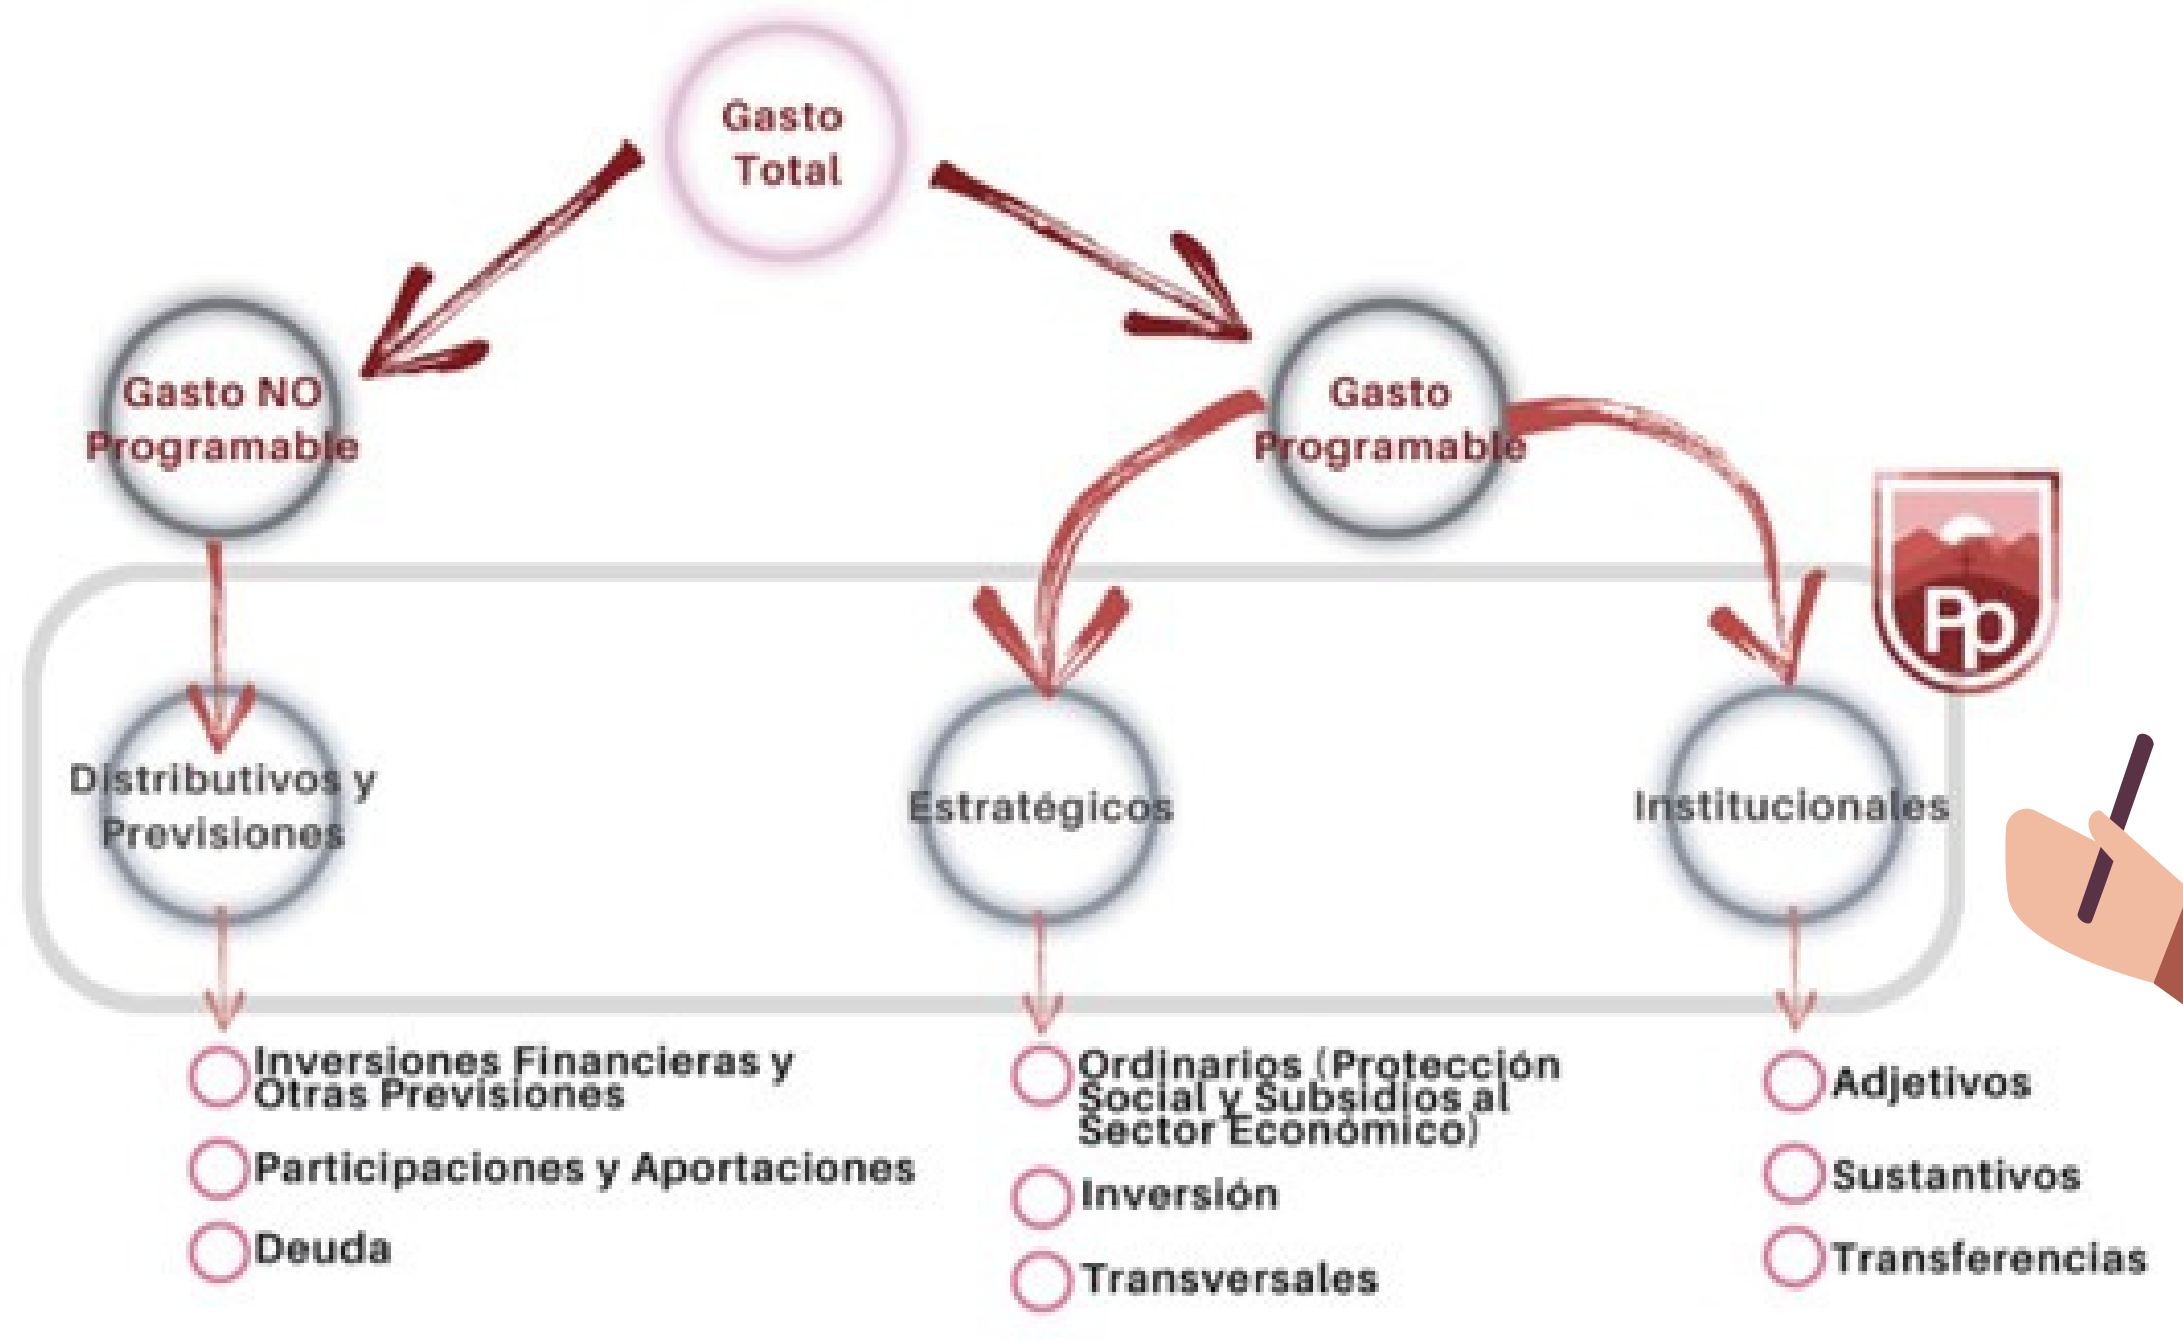 Gasto
Total
Gasto NO
Programable
Gasto
Programable
Pp
Distributivos y
Previsiones
Estratégicos
Institucionales
Inversiones Financieras y
Otras Previsiones
Participaciones y Aportaciones
Deuda
Ordinarios (Protección
Social y Subsidios al
Sector Económico)
Inversión
Transversales
Adjetivos
Sustantivos
Transferencias